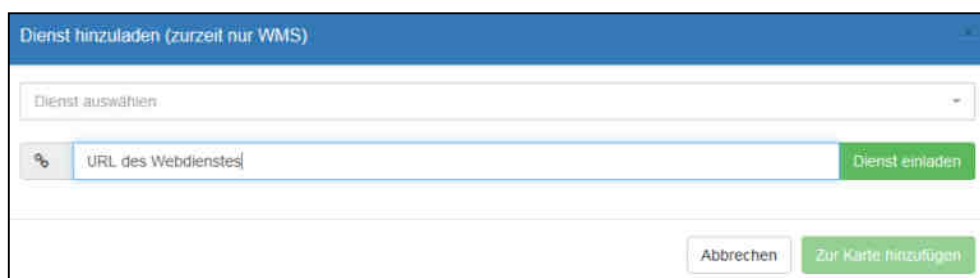 Dienst hinzuladen (zurzeit nur WMS)
Dienst auswählen
URL des Webdienstes
Dienst einladen
Abbrechen
Zur Karte hinzufügen